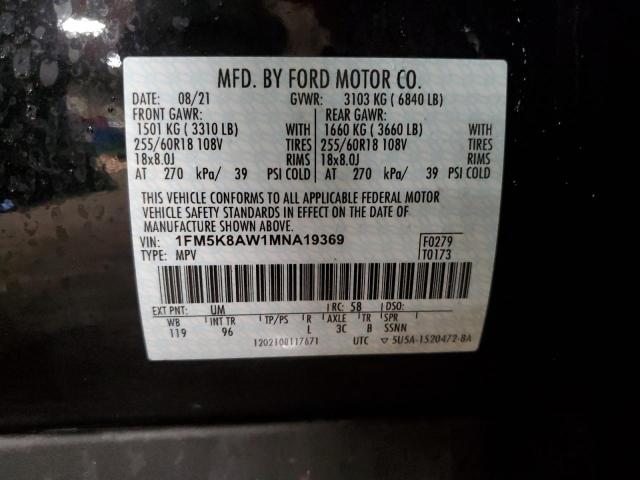 MFD. BY FORD MOTOR CO.
DATE: 08/21 GVWR: 3103 KG ( 6840 LB)
FRONT GAWR: REAR GAWR:
1501 KG ( 3310 LB) WITH 1660 KG ( 3660 LB) WITH
255/60R18 108V TIRES 255/60R18 108V TIRES
18x8.0J RIMS 18x8.0J RIMS
AT 270 kPa/ 39 PSI COLD AT 270 kPa/ 39 PSI COLD
THIS VEHICLE CONFORMS TO ALL APPLICABLE FEDERAL MOTOR
VEHICLE SAFETY STANDARDS IN EFFECT ON THE DATE OF
MANUFACTURE SHOWN ABOVE.
VIN: 1FM5K8AW1MNA19369 F0279
TYPE: MPV T0173
EXT PNT: UM RC: 58 DSO:
WB INT TR TP/PS R AXLE TR SPR
119 96 L 3C B SSNN
1202108117671 UTC ▽ 5U5A-1520472-BA